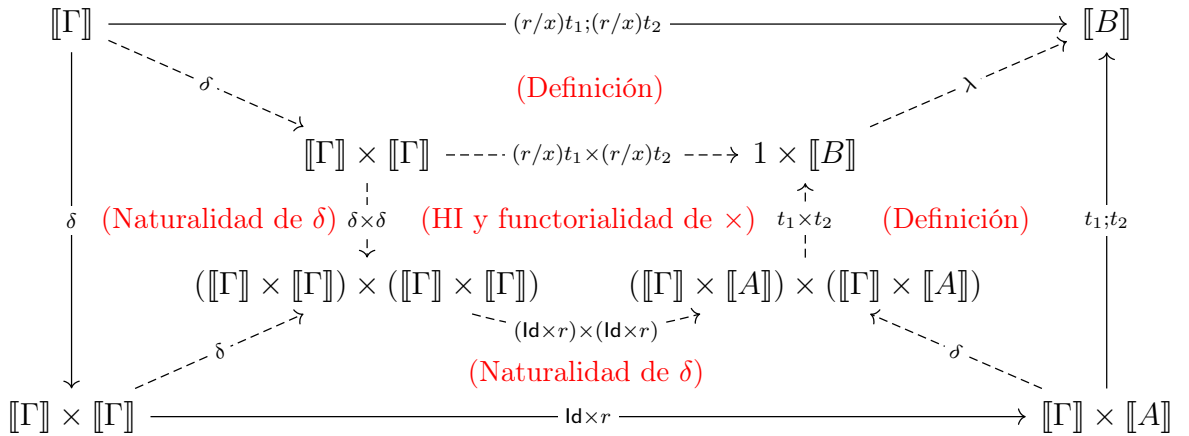 ⟦Γ⟧ (r/x)t₁;(r/x)t₂ ⟦B⟧
δ (Definición) λ
⟦Γ⟧ × ⟦Γ⟧ (r/x)t₁×(r/x)t₂ 1 × ⟦B⟧
δ (Naturalidad de δ) δ×δ (HI y functorialidad de ×) t₁×t₂ (Definición) t₁;t₂
(⟦Γ⟧ × ⟦Γ⟧) × (⟦Γ⟧ × ⟦Γ⟧) (⟦Γ⟧ × ⟦A⟧) × (⟦Γ⟧ × ⟦A⟧)
(Id×r)×(Id×r)
δ (Naturalidad de δ) δ
⟦Γ⟧ × ⟦Γ⟧ Id×r ⟦Γ⟧ × ⟦A⟧